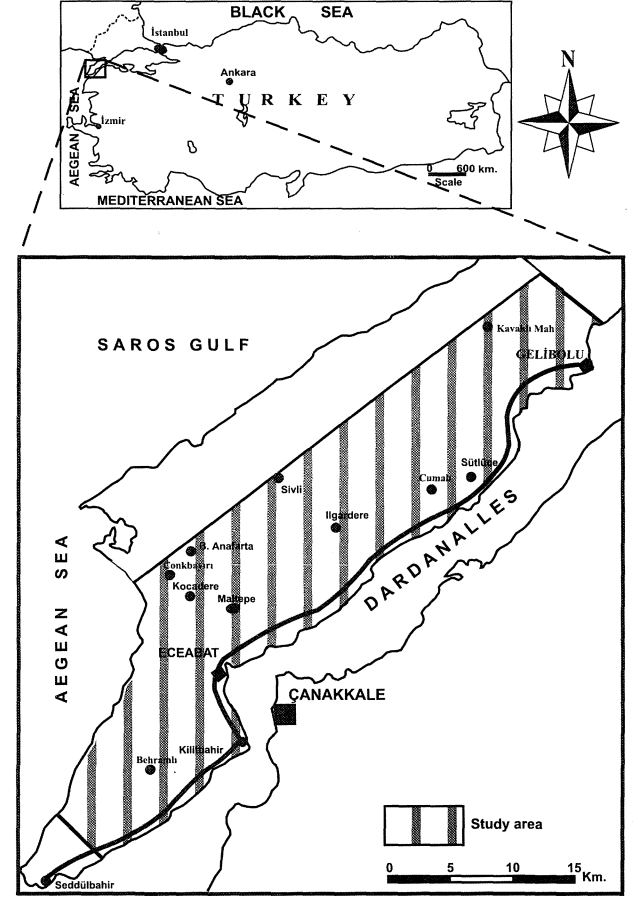 BLACK SEA
İstanbul
Ankara
N
TURKEY
AEGEAN SEA
İzmir
0 600 km.
Scale
MEDITERRANEAN SEA
SAROS GULF
Kavaklı Mah
GELİBOLU
Sütlüce
Cumalı
Sivli
Ilgardere
DARDANALLES
B. Anafarta
Conkbayırı
Kocadere
Maltepe
AEGEAN SEA
ECEABAT
ÇANAKKALE
Kilitbahir
Behramlı
Study area
0 5 10 15
Km.
Seddülbahir